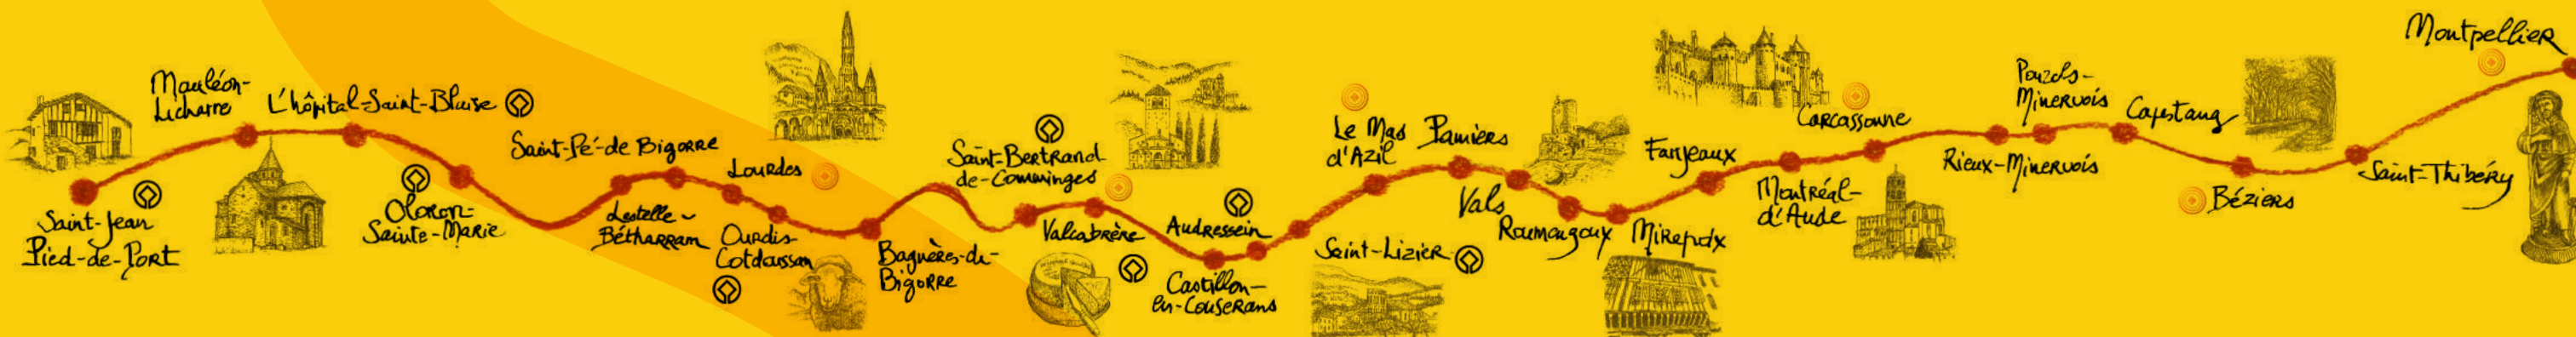 Mauléon-
Licharre
L'hôpital-Saint-Blaise
Saint-Jean
Pied-de-Port
Oloron-
Sainte-Marie
Saint-Pé-de Bigorre
Lestelle-
Bétharram
Lourdes
Ourdis-
Cotdoussan
Bagnères-de-
Bigorre
Saint-Bertrand
de-Comminges
Valcabrère
Audressein
Castillon-
en-Couserans
Saint-Lizier
Le Mas
d'Azil
Pamiers
Vals
Roumengoux
Mirepoix
Fanjeaux
Montréal-
d'Aude
Carcassonne
Rieux-Minervois
Pouzols-
Minervois
Capestang
Béziers
Saint-Thibéry
Montpellier